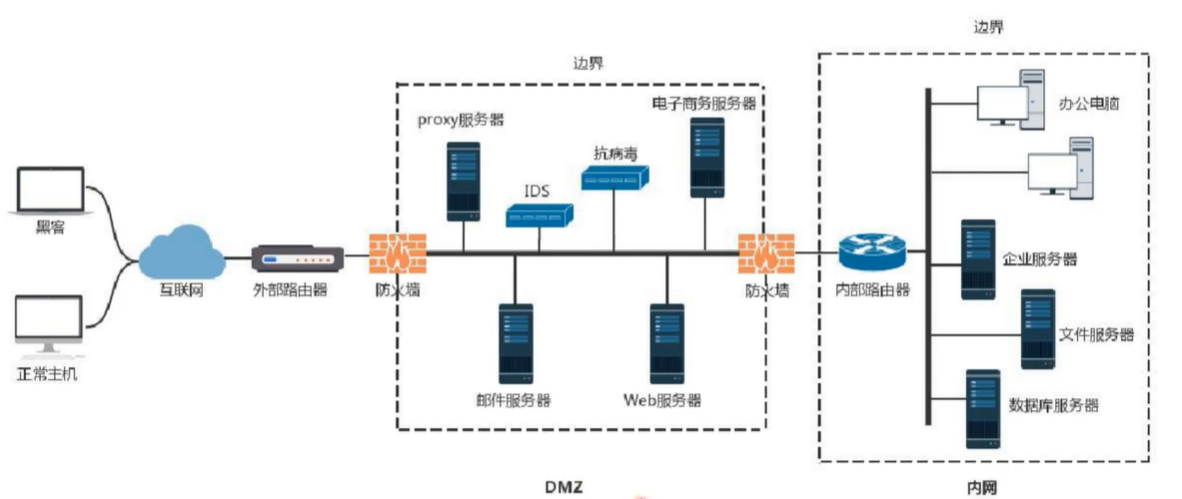 边界
边界
办公电脑
电子商务服务器
proxy服务器
抗病毒
IDS
黑客
互联网
外部路由器
防火墙
防火墙
内部路由器
企业服务器
文件服务器
正常主机
邮件服务器
Web服务器
数据库服务器
DMZ
内网